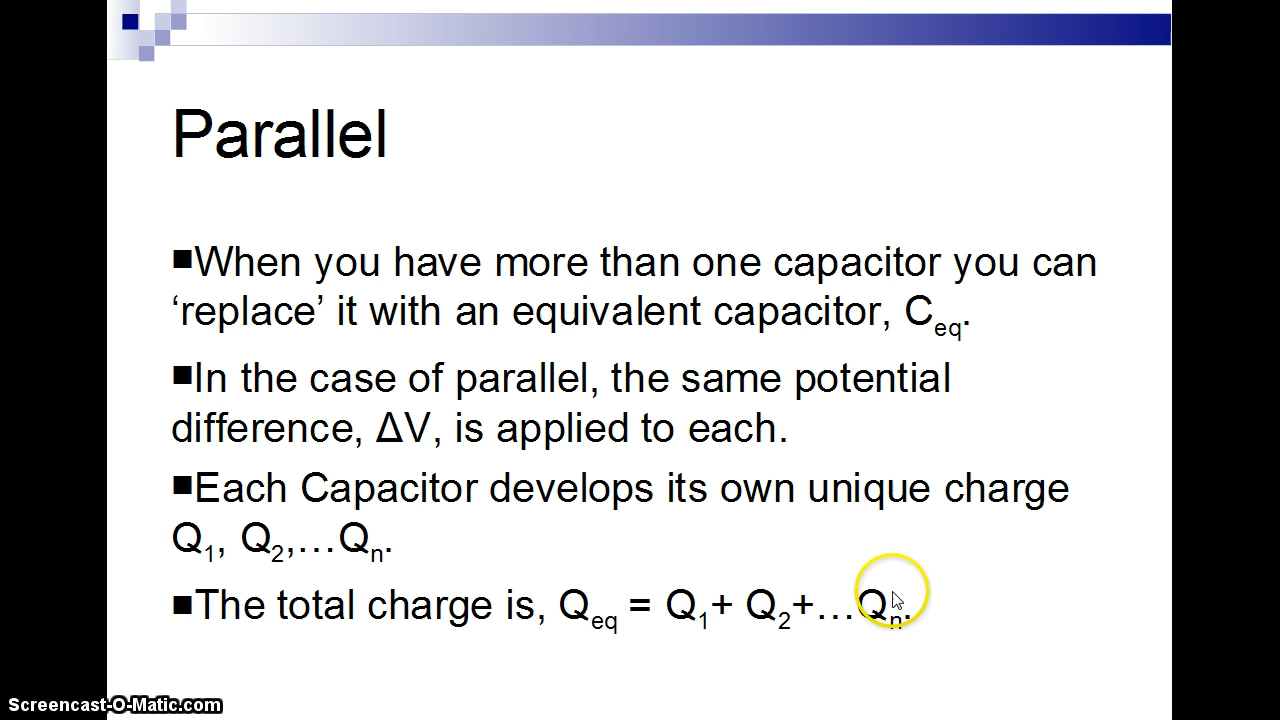 Parallel
■When you have more than one capacitor you can
‘replace’ it with an equivalent capacitor, Ceq.
■In the case of parallel, the same potential
difference, ΔV, is applied to each.
■Each Capacitor develops its own unique charge
Q1, Q2,…Qn.
■The total charge is, Qeq = Q1+ Q2+…Qn.
Screencast-O-Matic.com